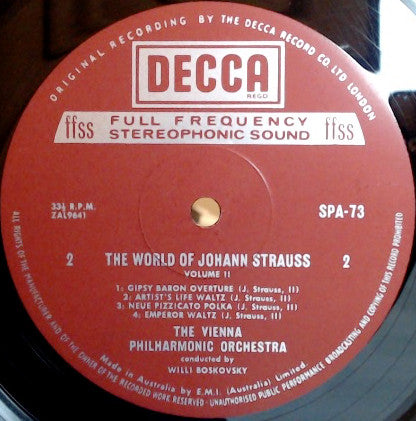 ORIGINAL RECORDING BY THE DECCA RECORD CO. LTD. LONDON
DECCA
REGD
ffss FULL FREQUENCY STEREOPHONIC SOUND ffss
33⅓ R.P.M.
ZAL9641
SPA-73
2 THE WORLD OF JOHANN STRAUSS 2
VOLUME II
1: GIPSY BARON OVERTURE (J. Strauss, II)
2: ARTIST'S LIFE WALTZ (J. Strauss, II)
3: NEUE PIZZICATO POLKA (J. Strauss, II)
4: EMPEROR WALTZ (J. Strauss, II)
THE VIENNA
PHILHARMONIC ORCHESTRA
conducted by
WILLI BOSKOVSKY
Made in Australia by E.M.I. (Australia) Limited
ALL RIGHTS OF THE MANUFACTURER AND OF THE OWNER OF THE RECORDED WORK RESERVED—UNAUTHORISED PUBLIC PERFORMANCE BROADCASTING AND COPYING OF THIS RECORD PROHIBITED